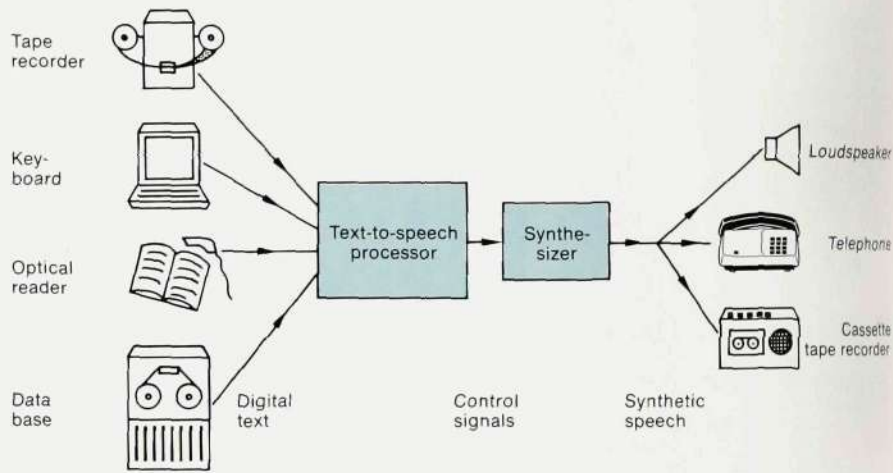 Tape
recorder
Key-
board
Optical
reader
Data
base
Digital
text
Text-to-speech
processor
Control
signals
Synthe-
sizer
Synthetic
speech
Loudspeaker
Telephone
Cassette
tape recorder